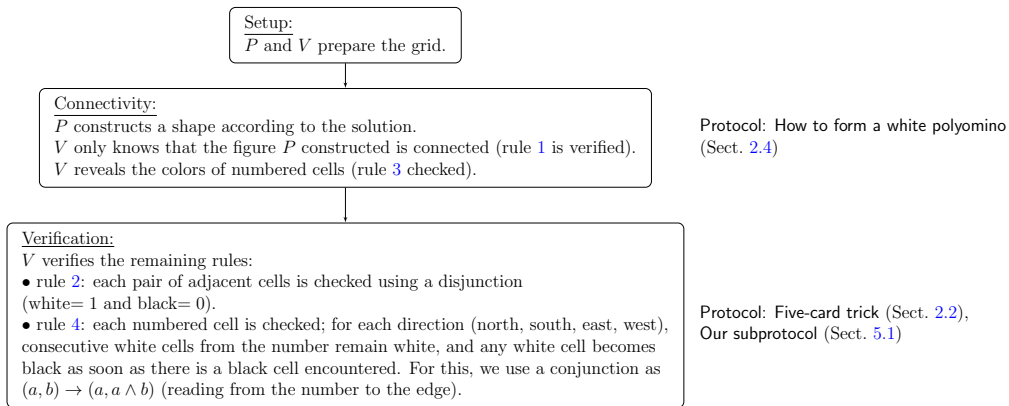 Setup:
P and V prepare the grid.
Connectivity:
P constructs a shape according to the solution.
V only knows that the figure P constructed is connected (rule 1 is verified).
V reveals the colors of numbered cells (rule 3 checked).
Protocol: How to form a white polyomino
(Sect. 2.4)
Verification:
V verifies the remaining rules:
• rule 2: each pair of adjacent cells is checked using a disjunction
(white= 1 and black= 0).
• rule 4: each numbered cell is checked; for each direction (north, south, east, west),
consecutive white cells from the number remain white, and any white cell becomes
black as soon as there is a black cell encountered. For this, we use a conjunction as
(a, b) → (a, a ∧ b) (reading from the number to the edge).
Protocol: Five-card trick (Sect. 2.2),
Our subprotocol (Sect. 5.1)